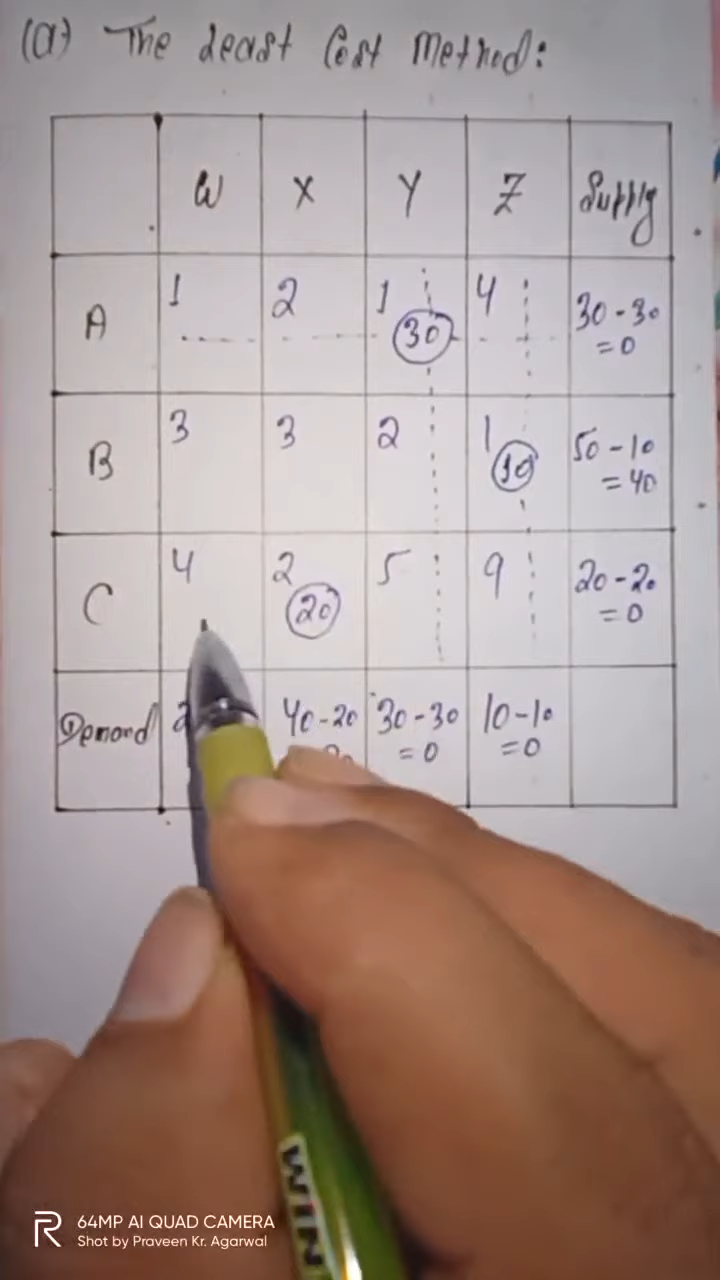 (a) The Least Cost Method:
W X Y Z Supply
A 1 2 1 30 4 30-30
=0
B 3 3 2 1 10 50-10
=40
C 4 2 20 5 9 20-20
=0
Demand 40-20 30-30 10-10
=0 =0
WIN
R 64MP AI QUAD CAMERA
Shot by Praveen Kr. Agarwal